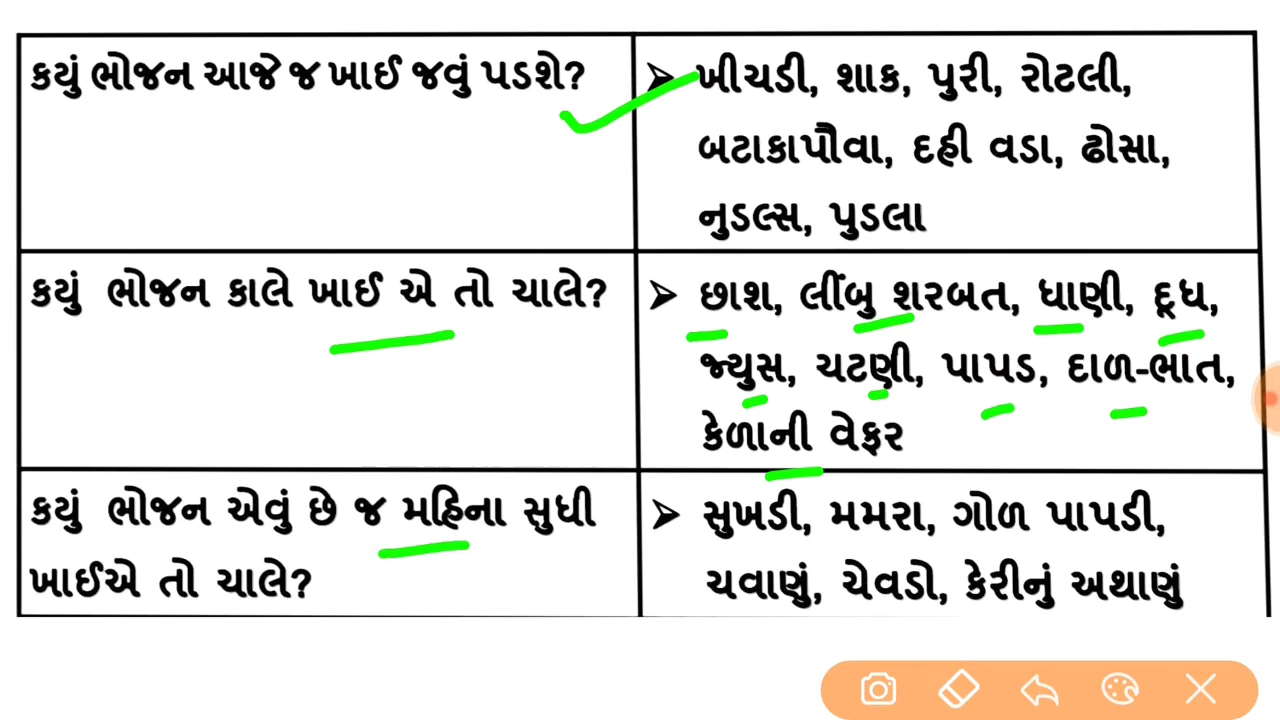 કયું ભોજન આજે જ ખાઈ જવું પડશે?
➢ ખીચડી, શાક, પુરી, રોટલી,
બટાકાપૌવા, દહી વડા, ઢોસા,
નુડલ્સ, પુડલા
કયું ભોજન કાલે ખાઈ એ તો ચાલે?
➢ છાશ, લીંબુ શરબત, ધાણી, દૂધ,
જ્યુસ, ચટણી, પાપડ, દાળ-ભાત,
કેળાની વેફર
કયું ભોજન એવું છે જ મહિના સુધી
ખાઈએ તો ચાલે?
➢ સુખડી, મમરા, ગોળ પાપડી,
ચવાણું, ચેવડો, કેરીનું અથાણું